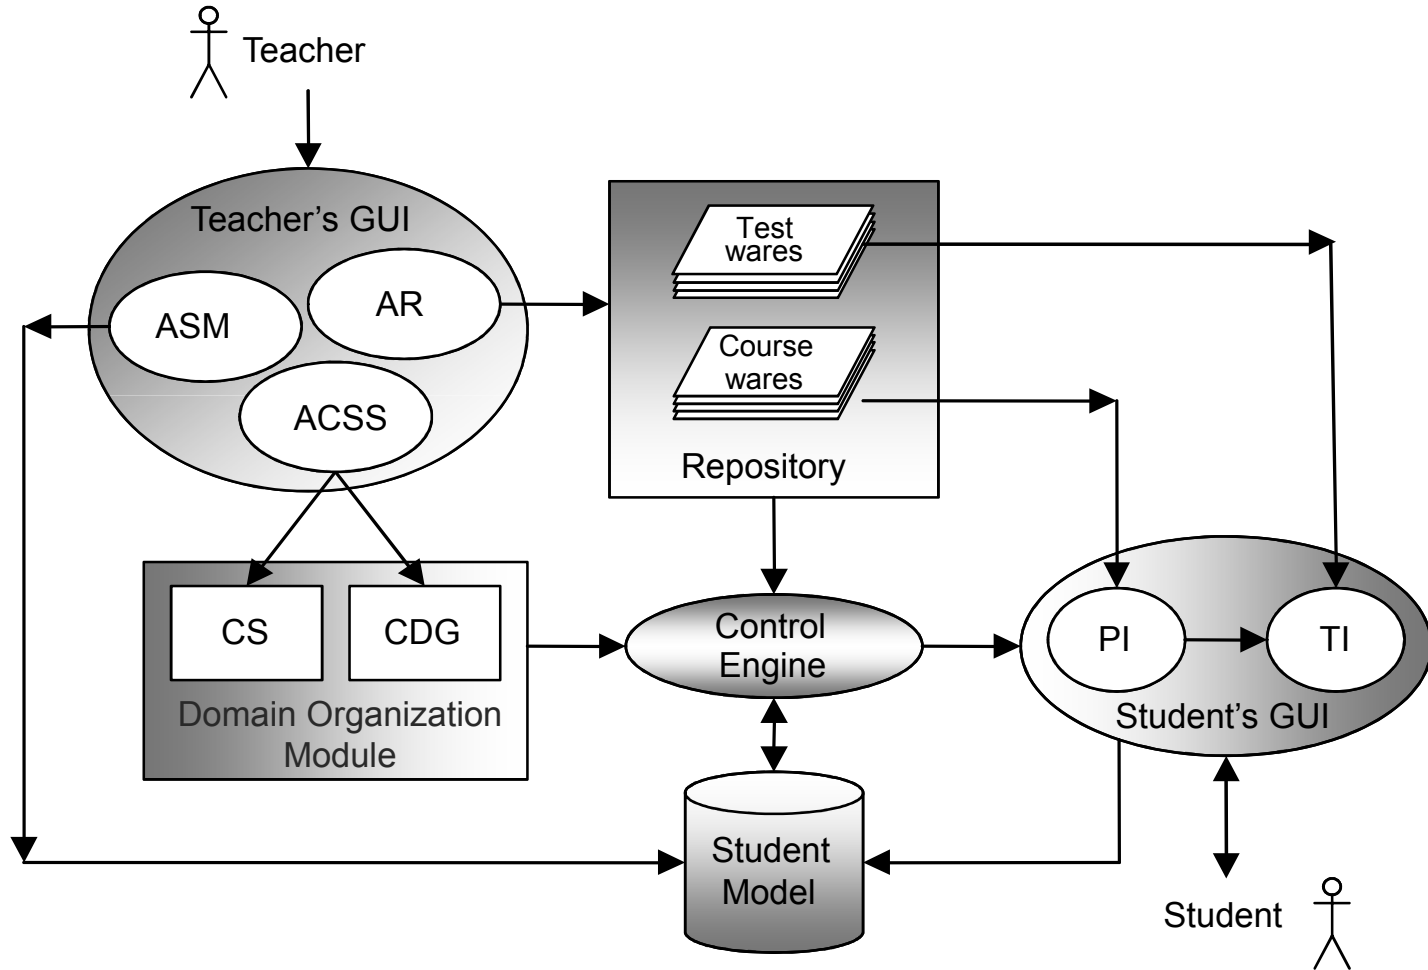 Teacher
Teacher’s GUI
AR
ASM
ACSS
Test
wares
Course
wares
Repository
CS
CDG
Domain Organization
Module
Control
Engine
PI
TI
Student’s GUI
Student
Model
Student